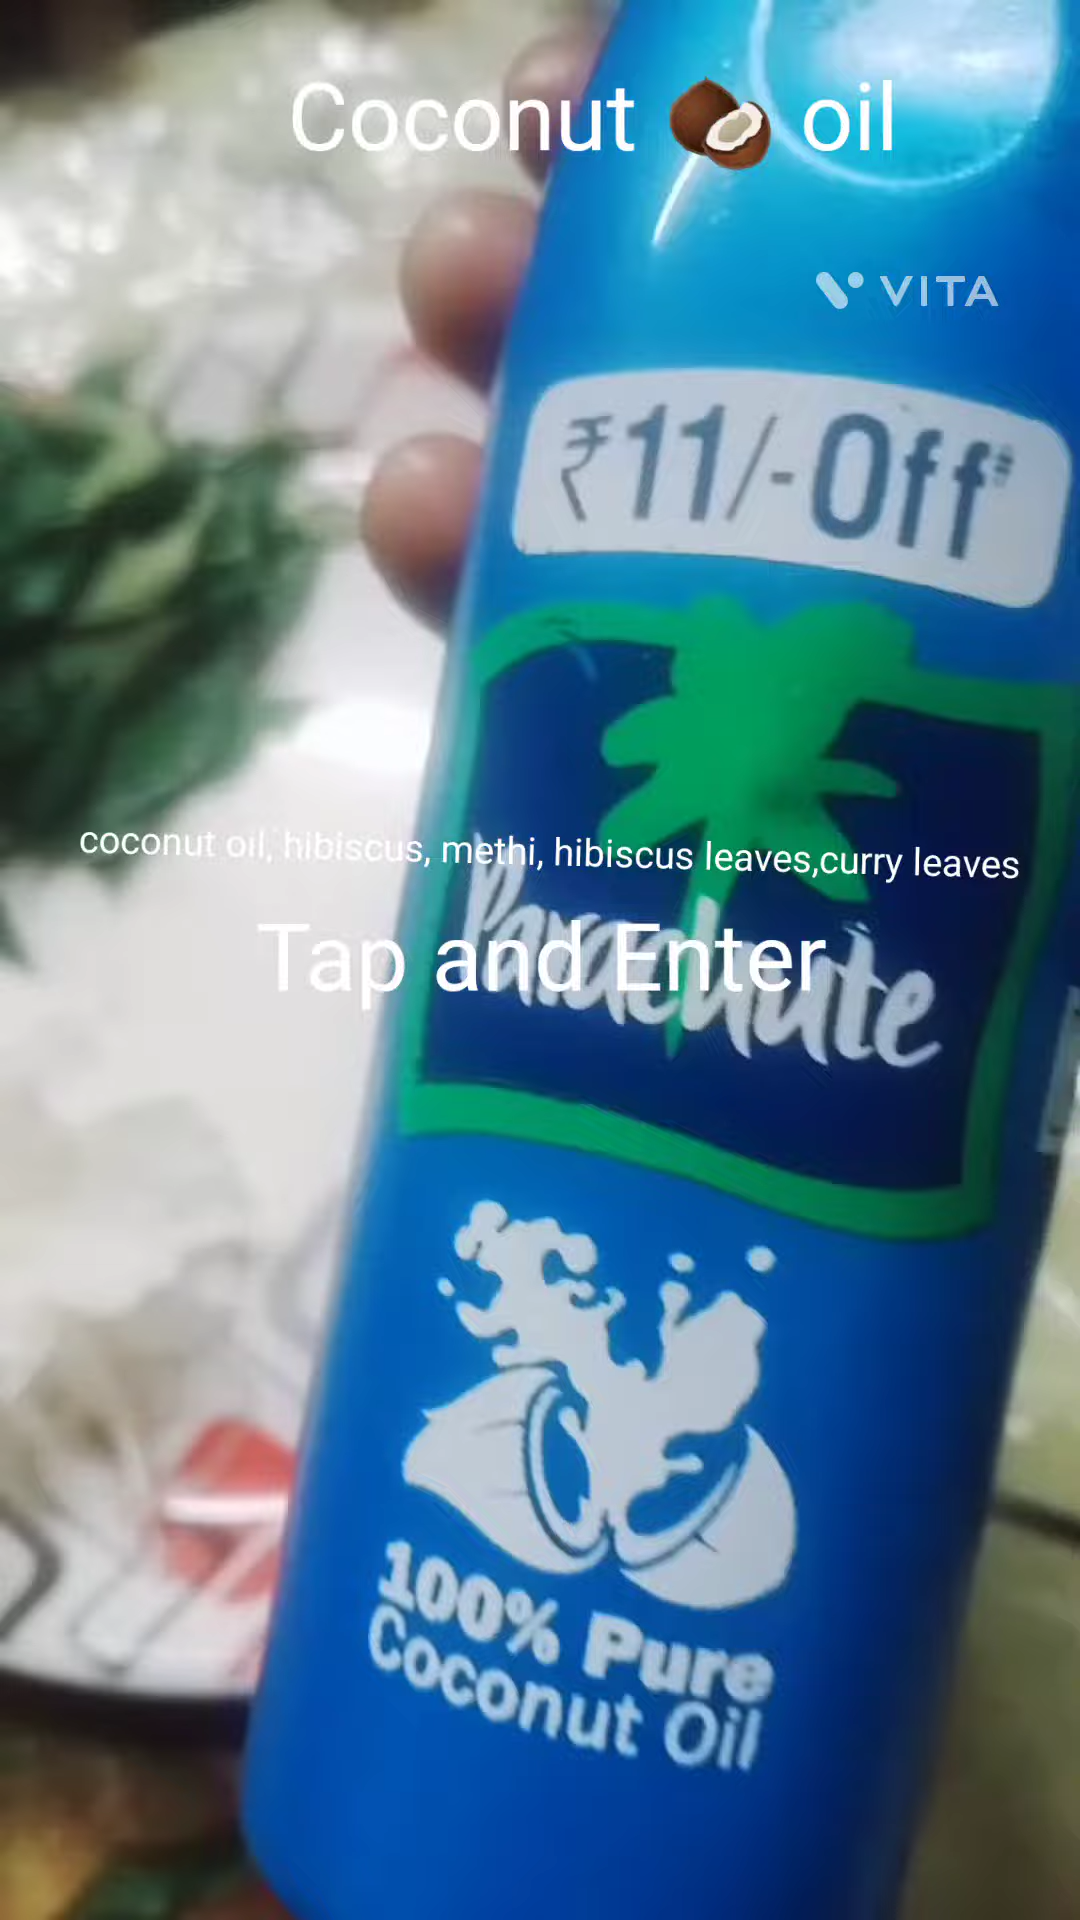 Coconut 🥥 oil
VITA
₹11/-Off#
coconut oil, hibiscus, methi, hibiscus leaves,curry leaves
Tap and Enter
Parachute
100% Pure
Coconut Oil